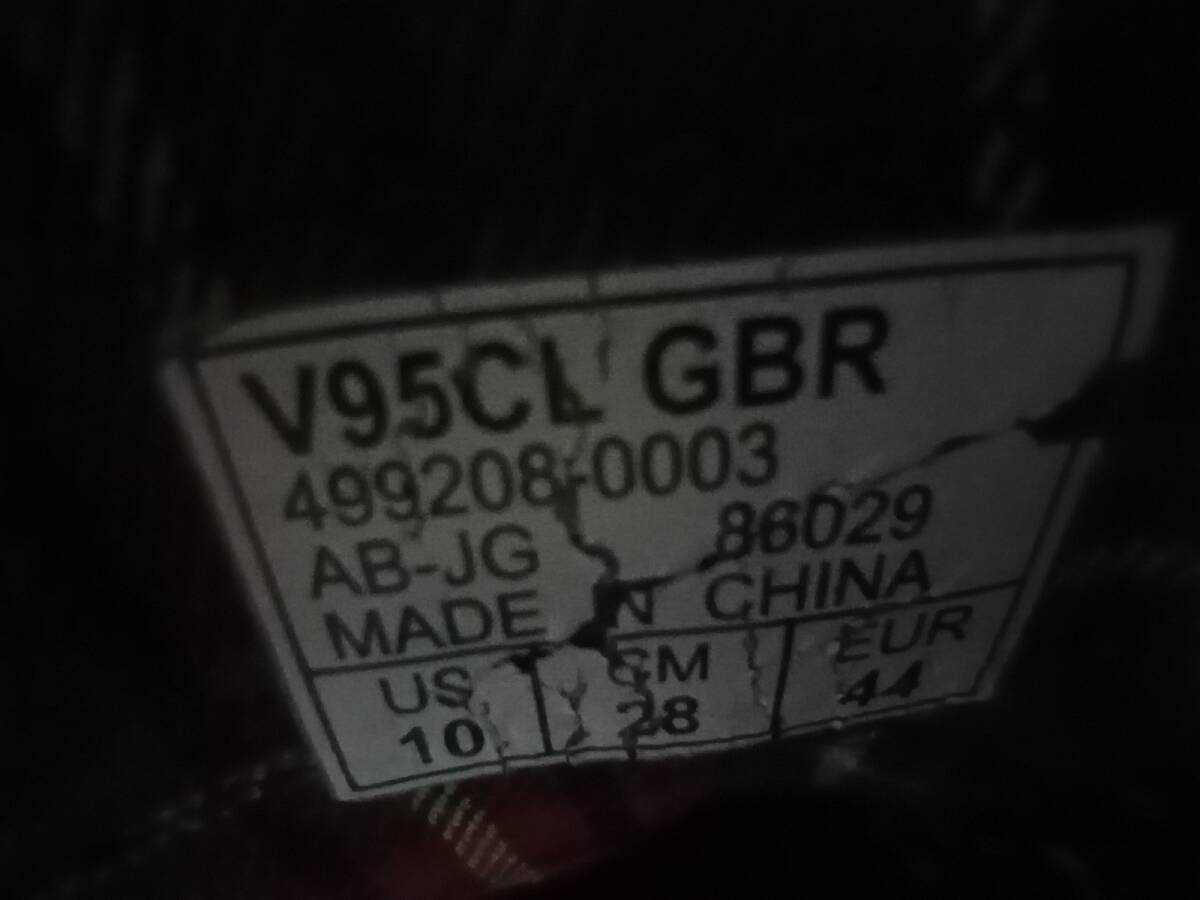 V95CL GBR
499208-0003
AB-JG 86029
MADE IN CHINA
US CM EUR
10 28 44